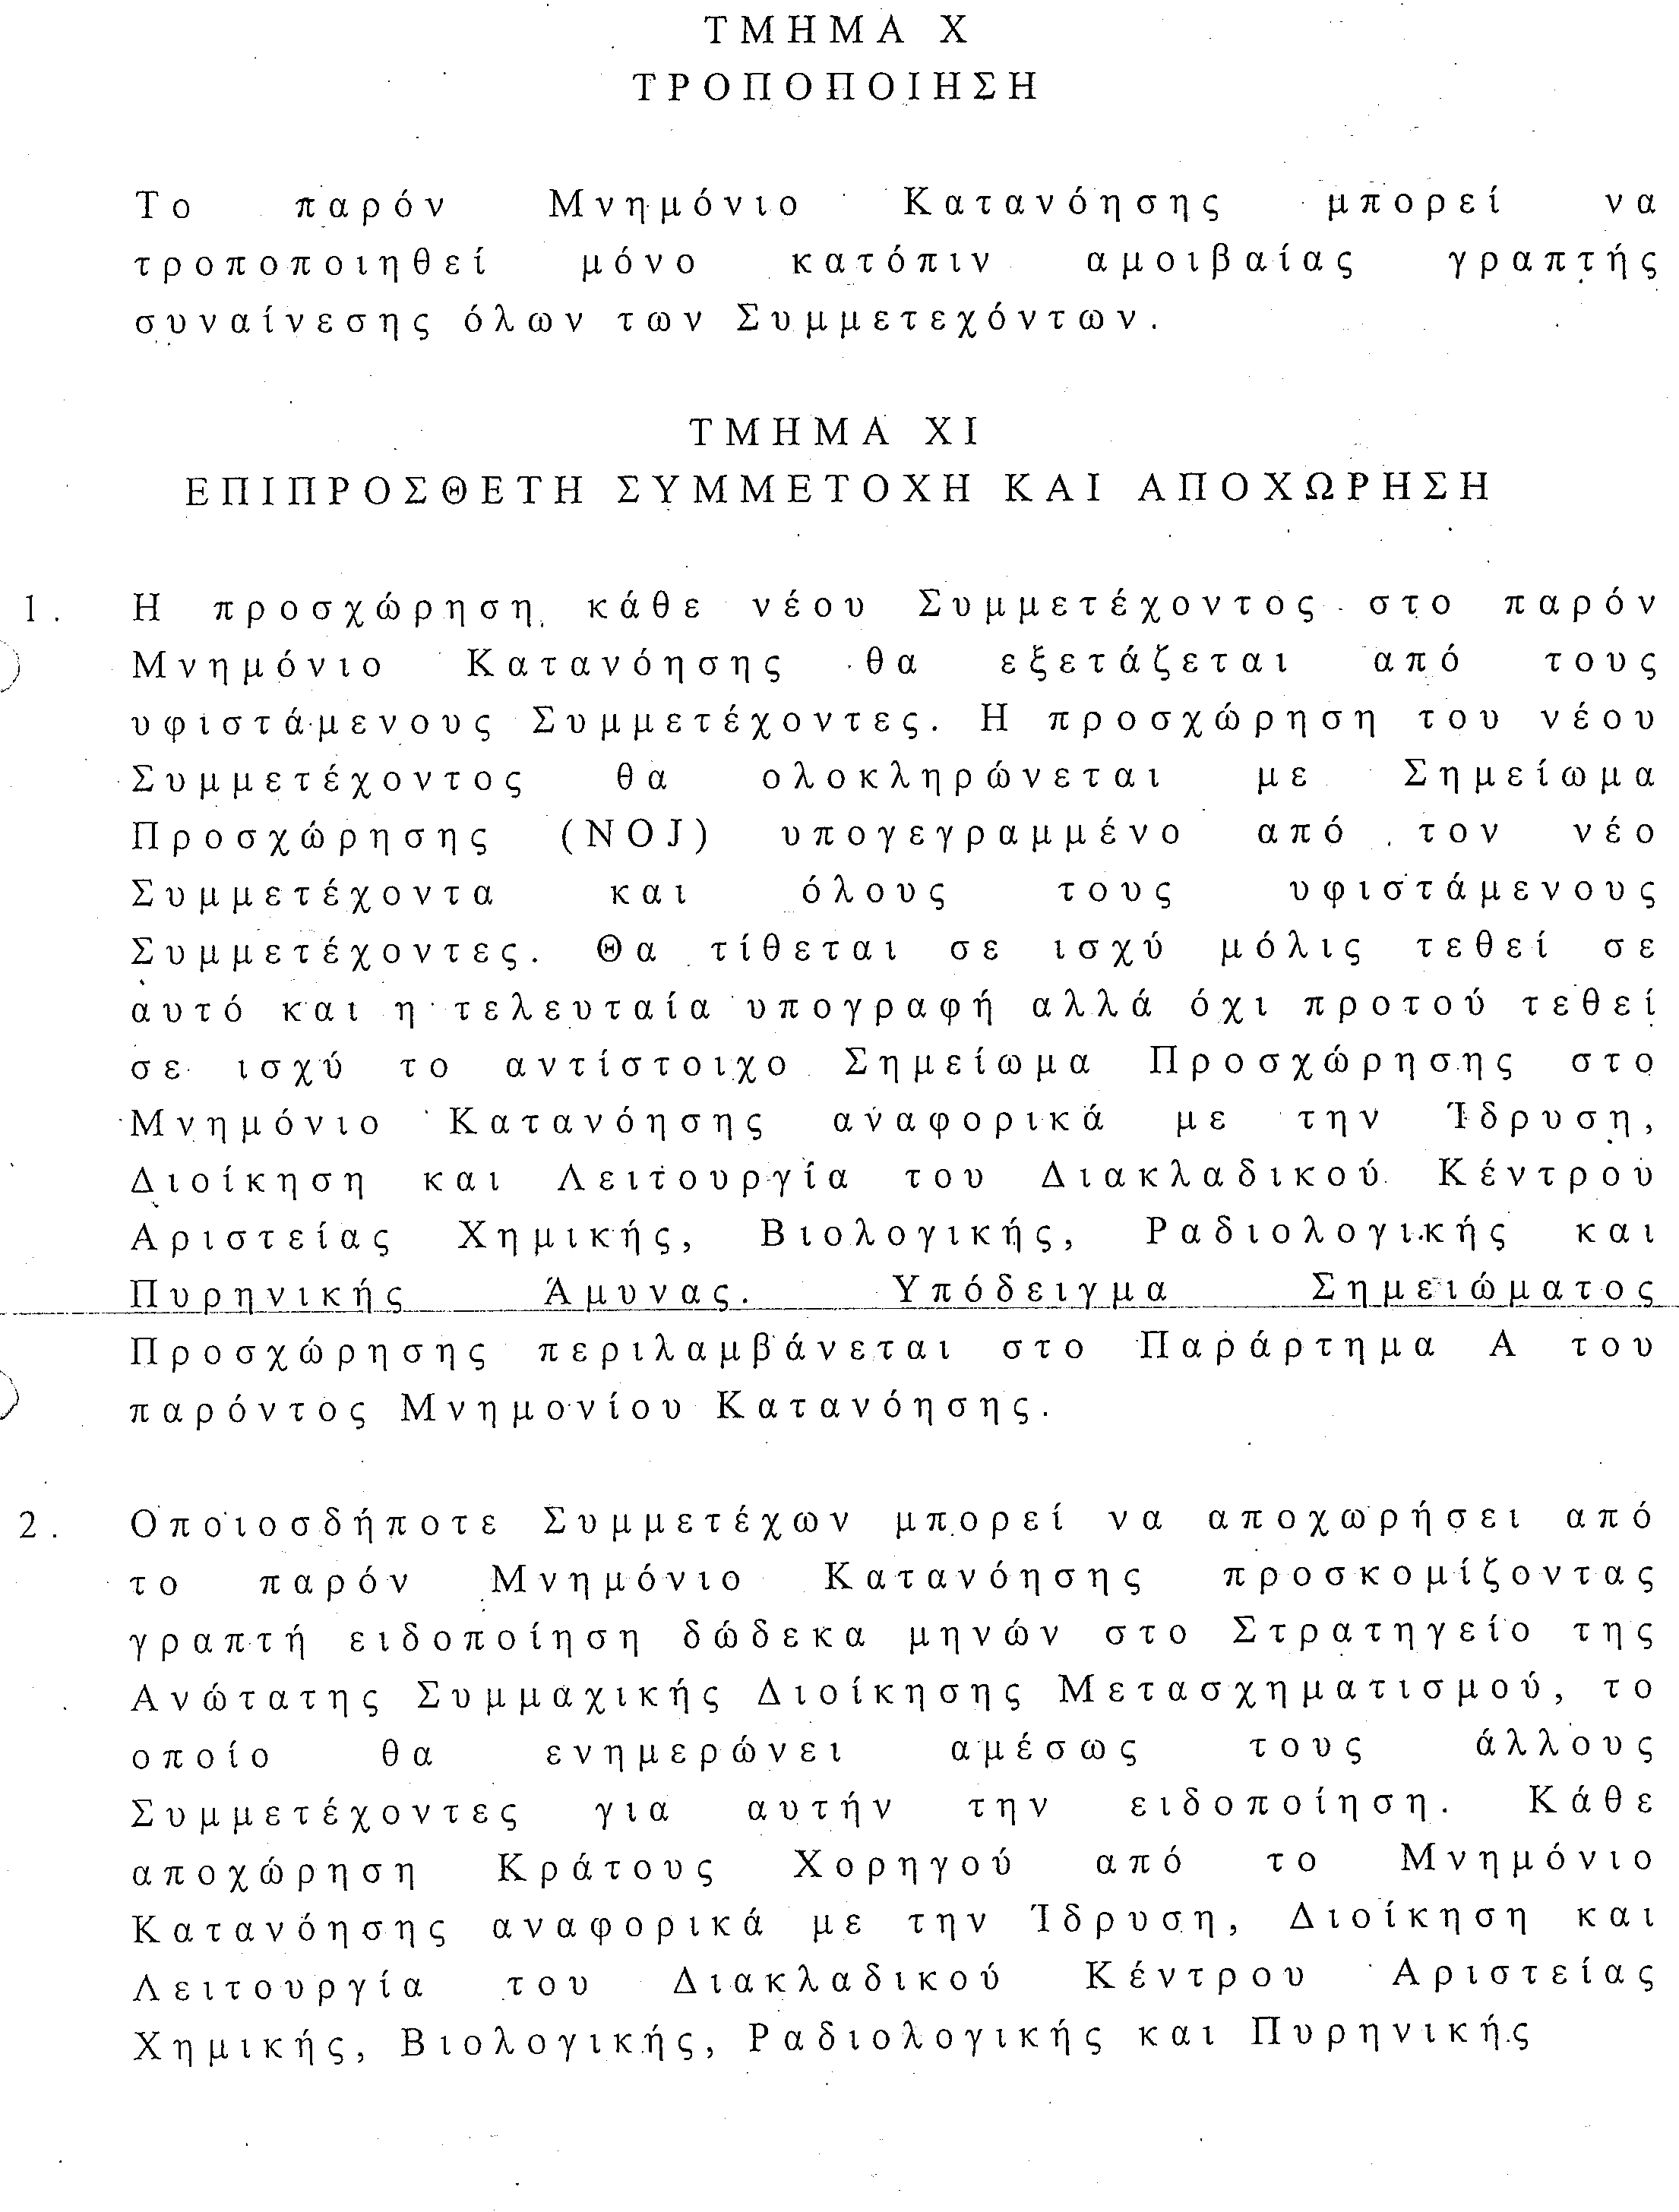 ΤΜΗΜΑ Χ
ΤΡΟΠΟΠΟΙΗΣΗ
Το παρόν Μνημόνιο Κατανόησης μπορεί να
τροποποιηθεί μόνο κατόπιν αμοιβαίας γραπτής
συναίνεσης όλων των Συμμετεχόντων.
ΤΜΗΜΑ ΧΙ
ΕΠΙΠΡΟΣΘΕΤΗ ΣΥΜΜΕΤΟΧΗ ΚΑΙ ΑΠΟΧΩΡΗΣΗ
1. Η προσχώρηση κάθε νέου Συμμετέχοντος στο παρόν
Μνημόνιο Κατανόησης θα εξετάζεται από τους
υφιστάμενους Συμμετέχοντες. Η προσχώρηση του νέου
Συμμετέχοντος θα ολοκληρώνεται με Σημείωμα
Προσχώρησης (NOJ) υπογεγραμμένο από τον νέο
Συμμετέχοντα και όλους τους υφιστάμενους
Συμμετέχοντες. Θα τίθεται σε ισχύ μόλις τεθεί σε
αυτό και η τελευταία υπογραφή αλλά όχι προτού τεθεί
σε ισχύ το αντίστοιχο Σημείωμα Προσχώρησης στο
Μνημόνιο Κατανόησης αναφορικά με την Ίδρυση,
Διοίκηση και Λειτουργία του Διακλαδικού Κέντρου
Αριστείας Χημικής, Βιολογικής, Ραδιολογικής και
Πυρηνικής Άμυνας. Υπόδειγμα Σημειώματος
Προσχώρησης περιλαμβάνεται στο Παράρτημα Α του
παρόντος Μνημονίου Κατανόησης.
2. Οποιοσδήποτε Συμμετέχων μπορεί να αποχωρήσει από
το παρόν Μνημόνιο Κατανόησης προσκομίζοντας
γραπτή ειδοποίηση δώδεκα μηνών στο Στρατηγείο της
Ανώτατης Συμμαχικής Διοίκησης Μετασχηματισμού, το
οποίο θα ενημερώνει αμέσως τους άλλους
Συμμετέχοντες για αυτήν την ειδοποίηση. Κάθε
αποχώρηση Κράτους Χορηγού από το Μνημόνιο
Κατανόησης αναφορικά με την Ίδρυση, Διοίκηση και
Λειτουργία του Διακλαδικού Κέντρου Αριστείας
Χημικής, Βιολογικής, Ραδιολογικής και Πυρηνικής